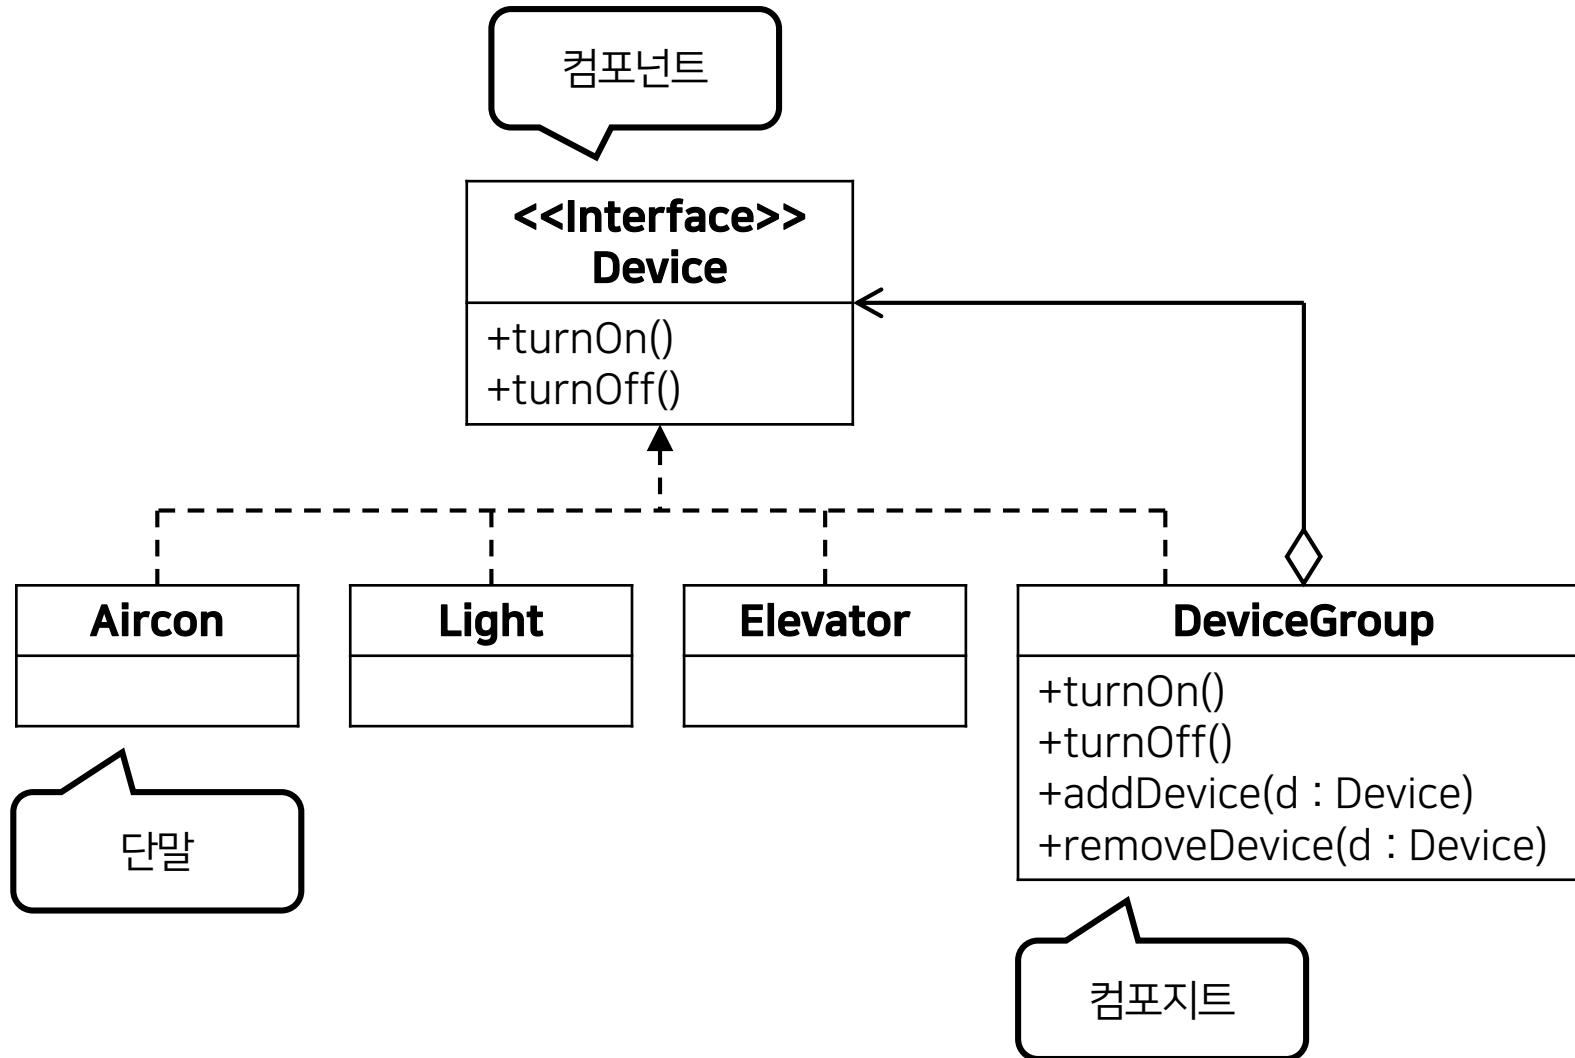 컴포넌트
<<Interface>>
Device
+turnOn()
+turnOff()
Aircon
Light
Elevator
DeviceGroup
+turnOn()
+turnOff()
+addDevice(d : Device)
+removeDevice(d : Device)
단말
컴포지트